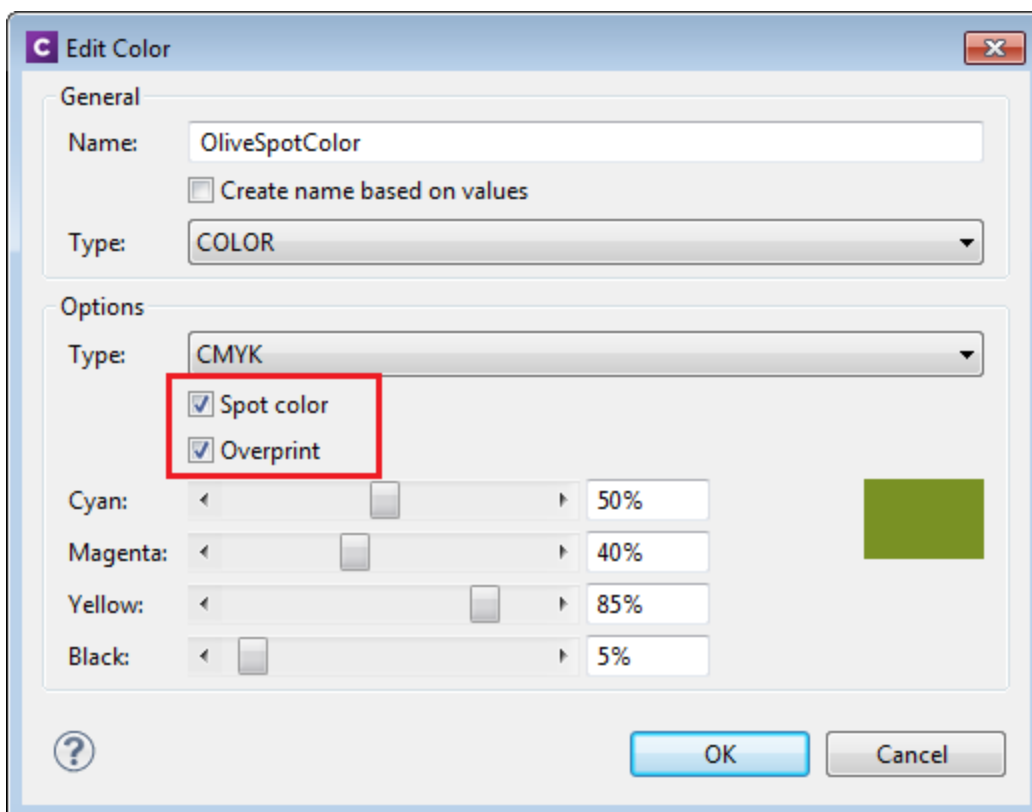 C Edit Color
General
Name: OliveSpotColor
Create name based on values
Type: COLOR
Options
Type: CMYK
Spot color
Overprint
Cyan: 50%
Magenta: 40%
Yellow: 85%
Black: 5%
? OK Cancel